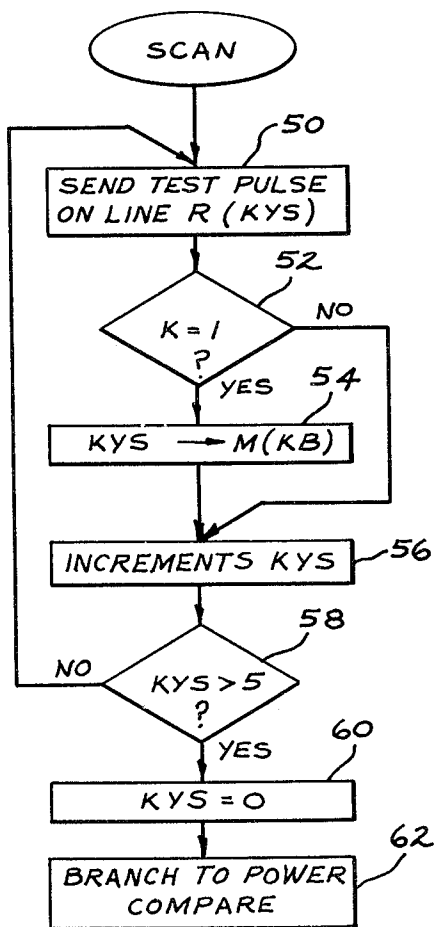 SCAN
50
SEND TEST PULSE
ON LINE R (KYS)
52
K = 1
?
NO
YES
54
KYS → M(KB)
INCREMENTS KYS
56
58
NO
KYS > 5
?
YES
60
KYS = 0
62
BRANCH TO POWER
COMPARE